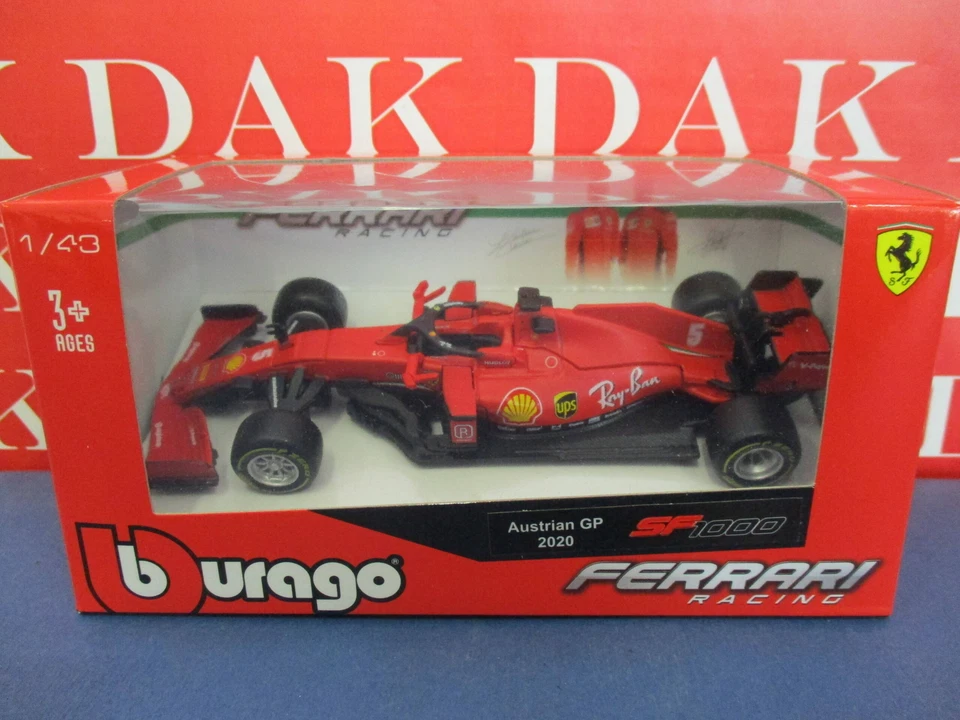 K DAK DAK DAK
FERRARI
RACING
1/43
3+
AGES
S F
5
5
Ray-Ban
ups
R
Austrian GP
2020
SF1000
Burago®
FERRARI
RACING